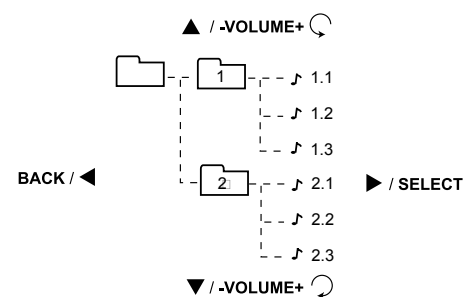 ▲ / -VOLUME+
1
♪ 1.1
♪ 1.2
♪ 1.3
BACK / ◀
2
♪ 2.1
▶ / SELECT
♪ 2.2
♪ 2.3
▼ / -VOLUME+